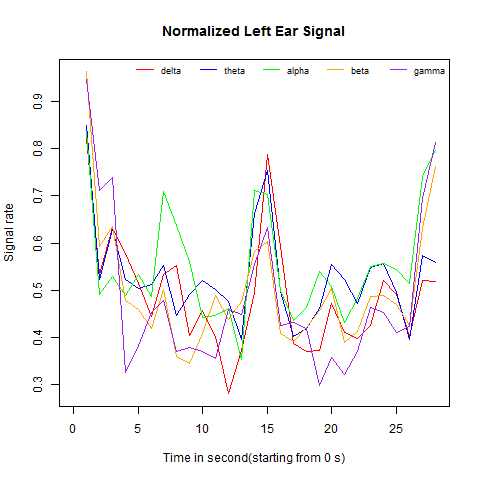 Normalized Left Ear Signal
delta theta alpha beta gamma
Signal rate
0.9
0.8
0.7
0.6
0.5
0.4
0.3
0 5 10 15 20 25
Time in second(starting from 0 s)